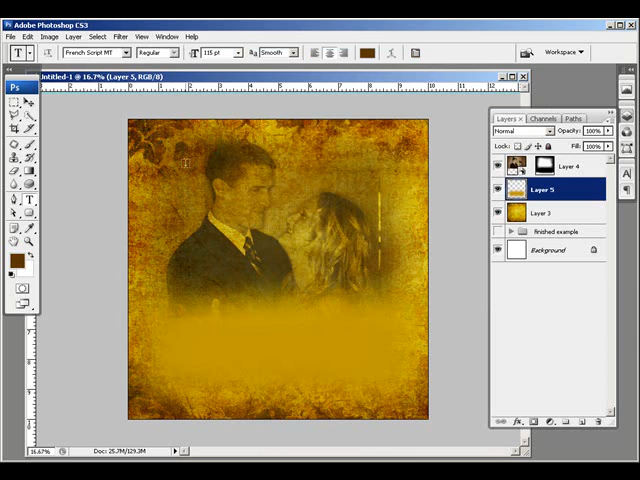 Adobe Photoshop CS3
File Edit Image Layer Select Filter View Window Help
T French Script MT Regular 115 pt aa Smooth Workspace
Untitled-1 @ 16.7% (Layer 5, RGB/8)
Ps
Layers Channels Paths
Normal Opacity: 100%
Lock: Fill: 100%
Layer 4
Layer 5
Layer 3
finished example
Background
16.67% Doc: 25.7M/129.3M